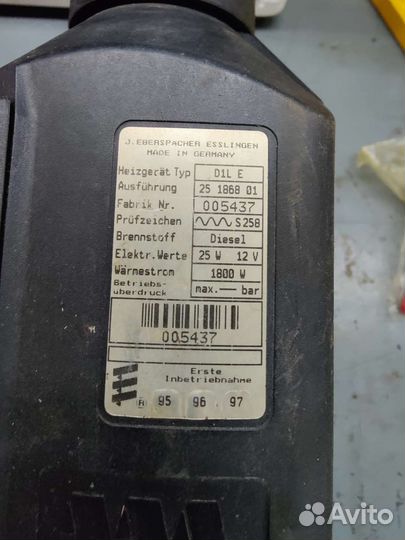 J.EBERSPACHER ESSLINGEN
MADE IN GERMANY
Heizgerät Typ D1L E
Ausführung 25 1868 01
Fabrik Nr. 005437
Prüfzeichen S258
Brennstoff Diesel
Elektr.Werte 25 W 12 V
Wärmestrom 1800 W
Betriebs-
überdruck max.— bar
005437
Erste
Inbetriebnahme
® 95 96 97
Avito